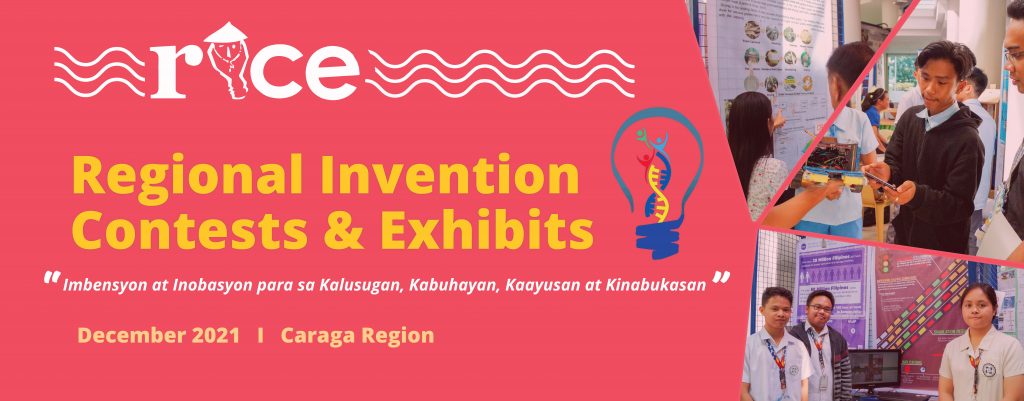 rice
Regional Invention
Contests & Exhibits
"Imbensyon at Inobasyon para sa Kalusugan, Kabuhayan, Kaayusan at Kinabukasan"
December 2021 I Caraga Region